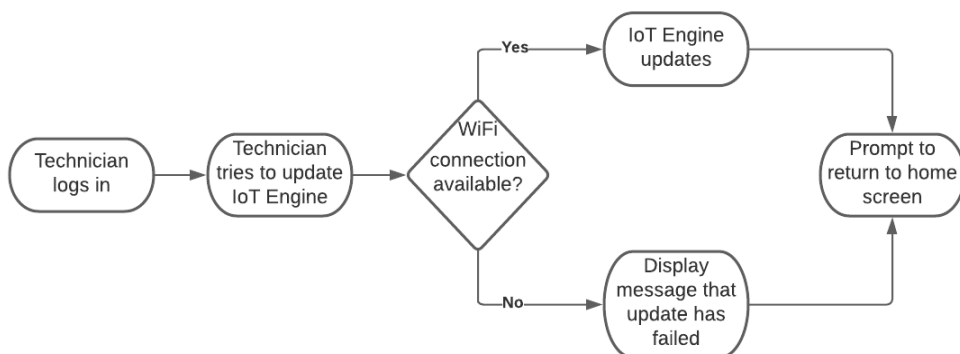 Technician
logs in
Technician
tries to update
IoT Engine
WiFi
connection
available?
Yes
IoT Engine
updates
No
Display
message that
update has
failed
Prompt to
return to home
screen